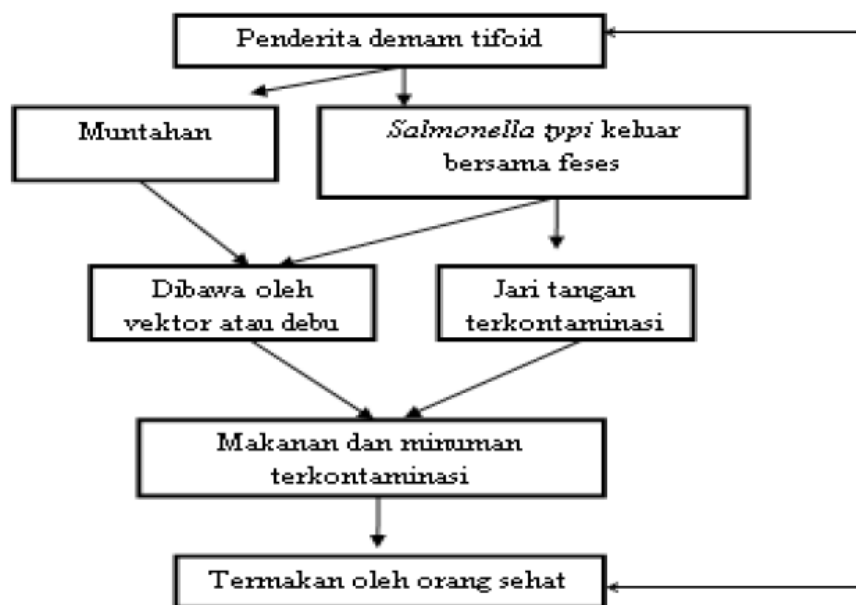 Penderita demam tifoid
Muntahan
Salmonella typi keluar
bersama feses
Dibawa oleh
vektor atau debu
Jari tangan
terkontaminasi
Makanan dan minuman
terkontaminasi
Termakan oleh orang sehat